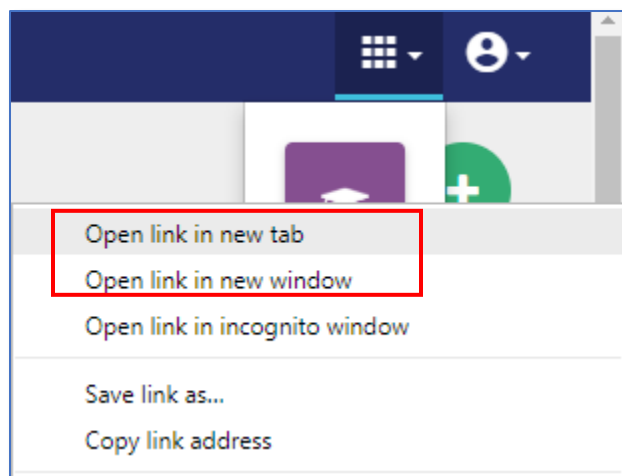 Open link in new tab
Open link in new window
Open link in incognito window
Save link as...
Copy link address